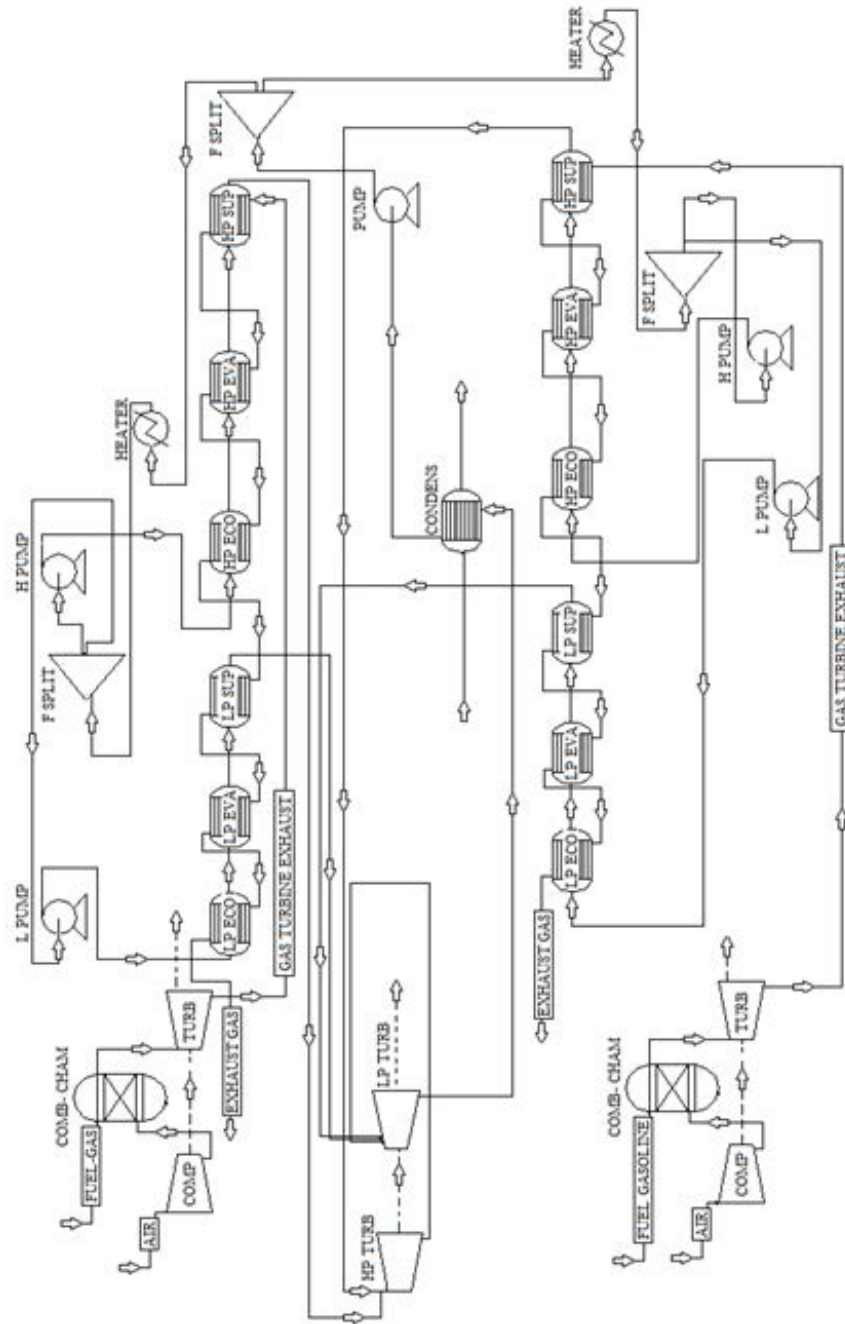 AIR
COMP
FUEL-GAS
COMB- CHAM
TURB
EXHAUST GAS
GAS TURBINE EXHAUST
L PUMP
LP ECO
LP EVA
LP SUP
F SPLIT
H PUMP
HP ECO
HEATER
HP EVA
HP SUP
F SPLIT
HEATER
HP TURB
LP TURB
CONDENS
PUMP
AIR
COMP
FUEL GASOLINE
COMB- CHAM
TURB
EXHAUST GAS
LP ECO
LP EVA
LP SUP
HP ECO
HP EVA
HP SUP
L PUMP
H PUMP
F SPLIT
GAS TURBINE EXHAUST